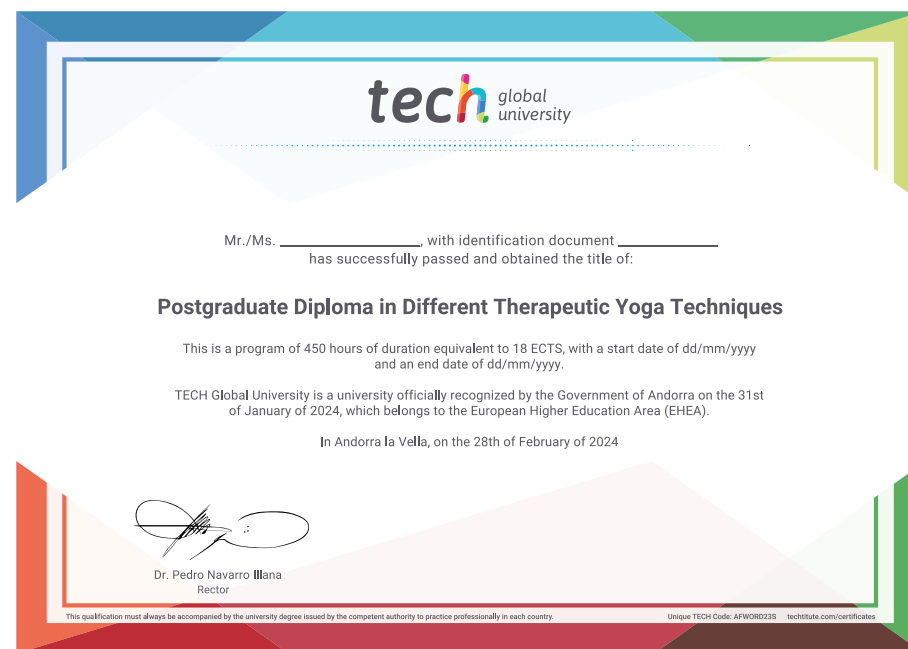 tech global university
Mr./Ms. ____________________, with identification document ______________
has successfully passed and obtained the title of:
Postgraduate Diploma in Different Therapeutic Yoga Techniques
This is a program of 450 hours of duration equivalent to 18 ECTS, with a start date of dd/mm/yyyy
and an end date of dd/mm/yyyy.
TECH Global University is a university officially recognized by the Government of Andorra on the 31st
of January of 2024, which belongs to the European Higher Education Area (EHEA).
In Andorra la Vella, on the 28th of February of 2024
Dr. Pedro Navarro Illana
Rector
This qualification must always be accompanied by the university degree issued by the competent authority to practice professionally in each country.
Unique TECH Code: AFWORD23S techtitute.com/certificates